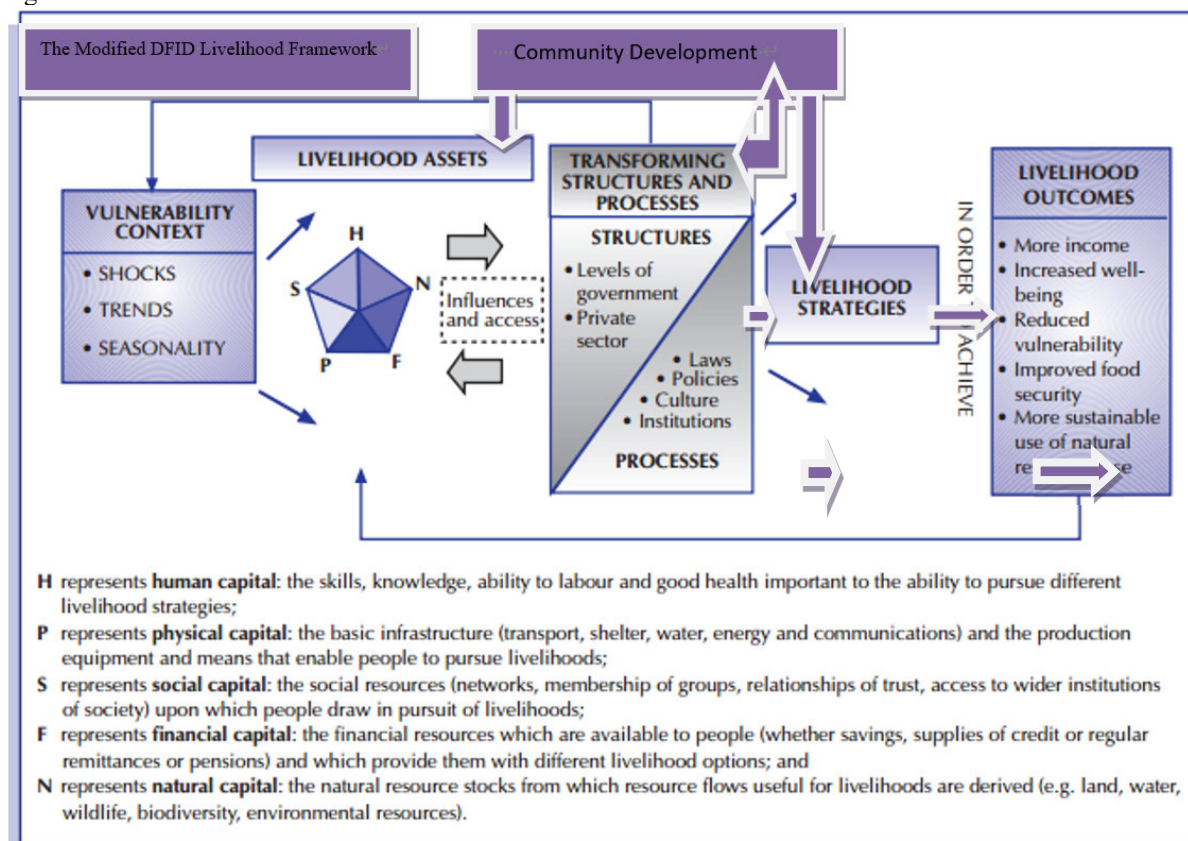 The Modified DFID Livelihood Framework
Community Development
LIVELIHOOD ASSETS
VULNERABILITY
CONTEXT
• SHOCKS
• TRENDS
• SEASONALITY
H
S
N
P
F
Influences
and access
TRANSFORMING
STRUCTURES AND
PROCESSES
STRUCTURES
• Levels of
government
• Private
sector
• Laws
• Policies
• Culture
• Institutions
PROCESSES
LIVELIHOOD
STRATEGIES
IN ORDER ACHIEVE
LIVELIHOOD
OUTCOMES
• More income
• Increased well-
being
• Reduced
vulnerability
• Improved food
security
• More sustainable
use of natural
H represents human capital: the skills, knowledge, ability to labour and good health important to the ability to pursue different
livelihood strategies;
P represents physical capital: the basic infrastructure (transport, shelter, water, energy and communications) and the production
equipment and means that enable people to pursue livelihoods;
S represents social capital: the social resources (networks, membership of groups, relationships of trust, access to wider institutions
of society) upon which people draw in pursuit of livelihoods;
F represents financial capital: the financial resources which are available to people (whether savings, supplies of credit or regular
remittances or pensions) and which provide them with different livelihood options; and
N represents natural capital: the natural resource stocks from which resource flows useful for livelihoods are derived (e.g. land, water,
wildlife, biodiversity, environmental resources).